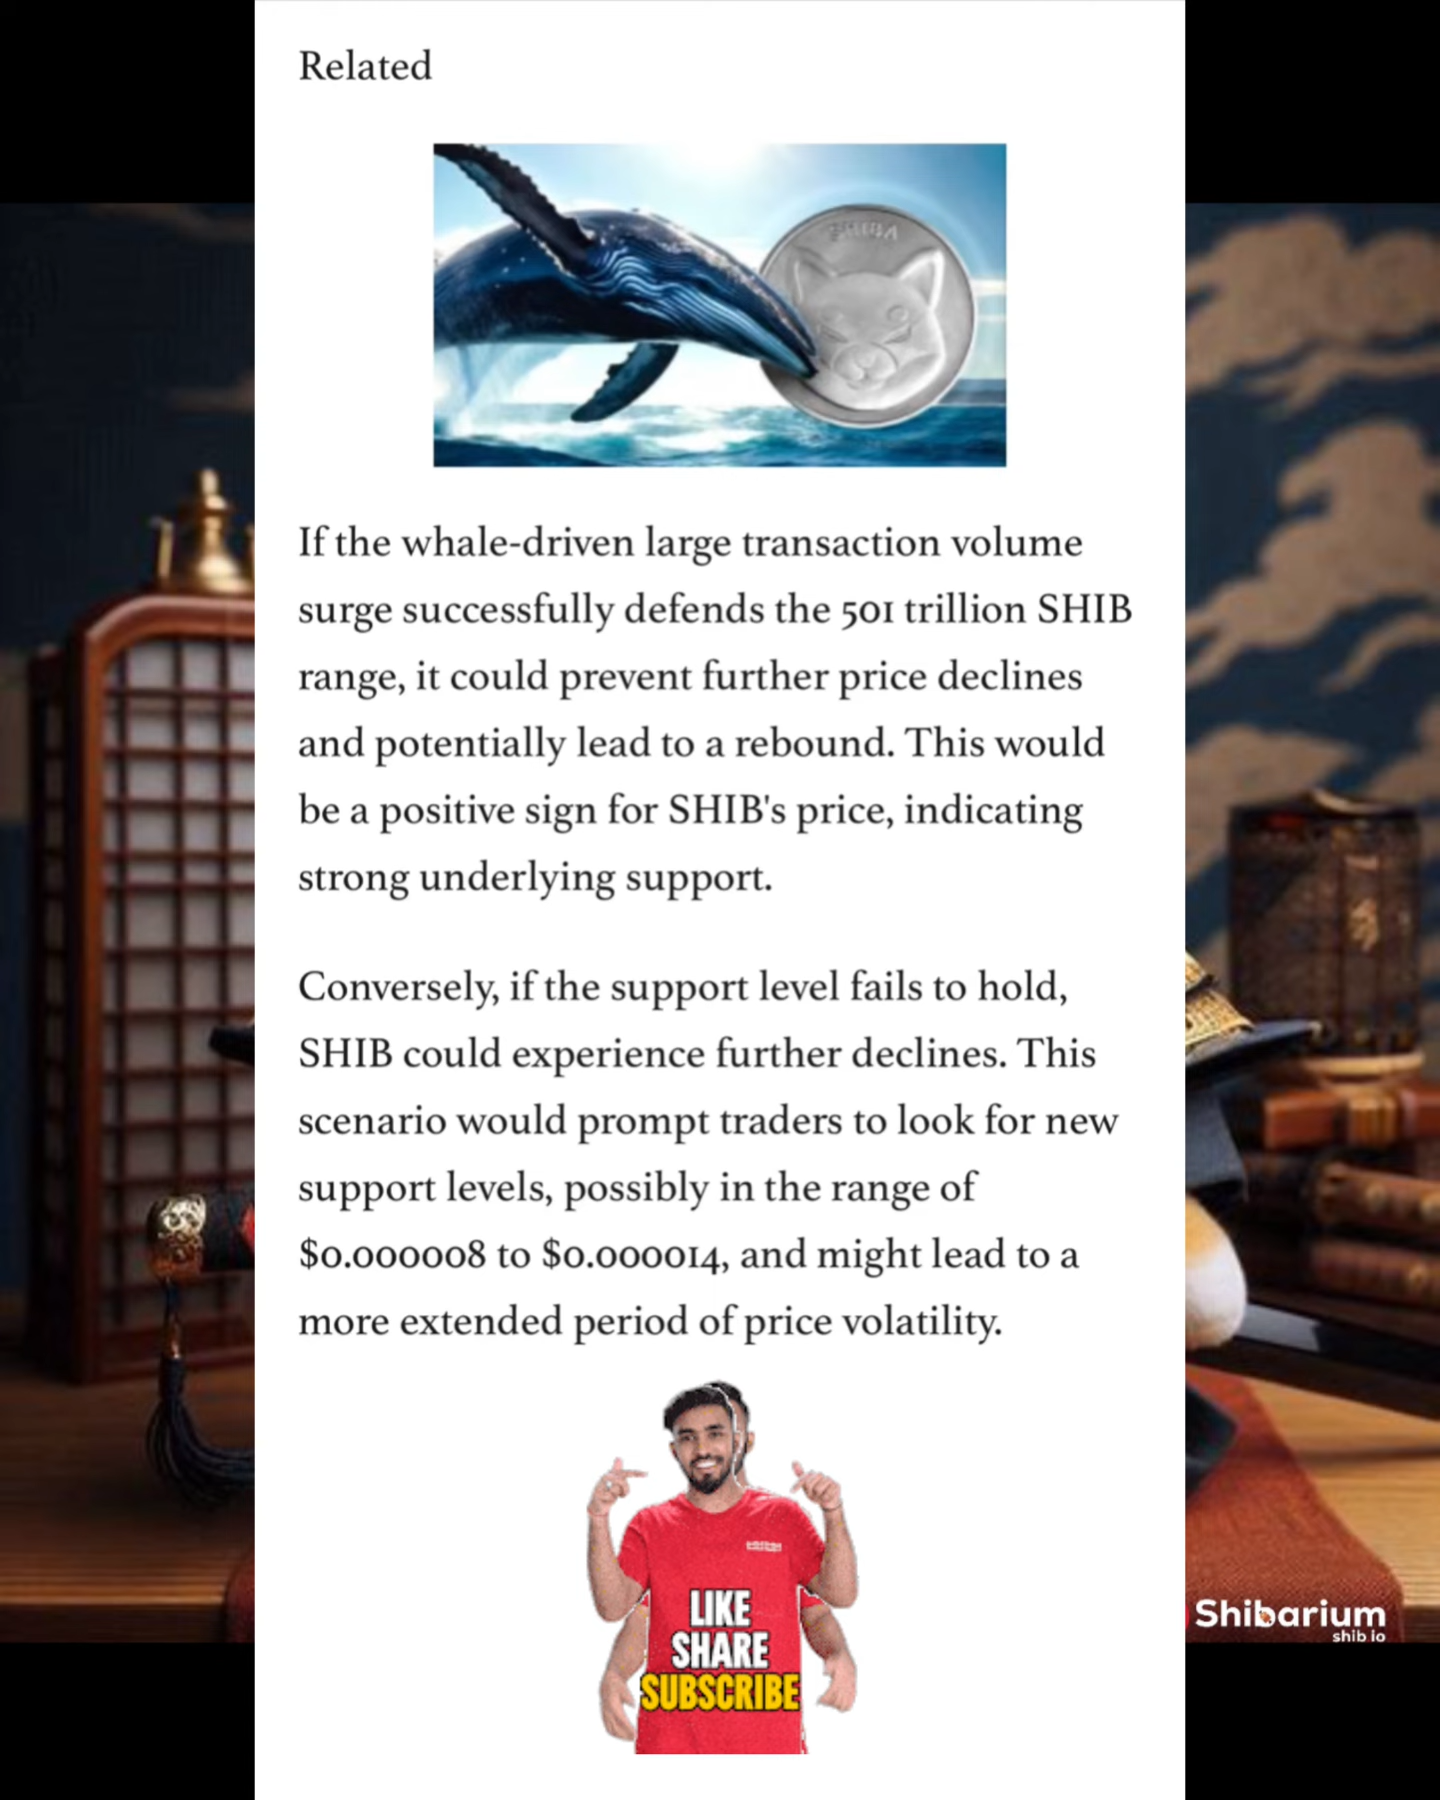 Related
SHIBA
If the whale-driven large transaction volume
surge successfully defends the 501 trillion SHIB
range, it could prevent further price declines
and potentially lead to a rebound. This would
be a positive sign for SHIB's price, indicating
strong underlying support.
Conversely, if the support level fails to hold,
SHIB could experience further declines. This
scenario would prompt traders to look for new
support levels, possibly in the range of
$0.000008 to $0.000014, and might lead to a
more extended period of price volatility.
LIKE
SHARE
SUBSCRIBE
Shibarium
shib.io